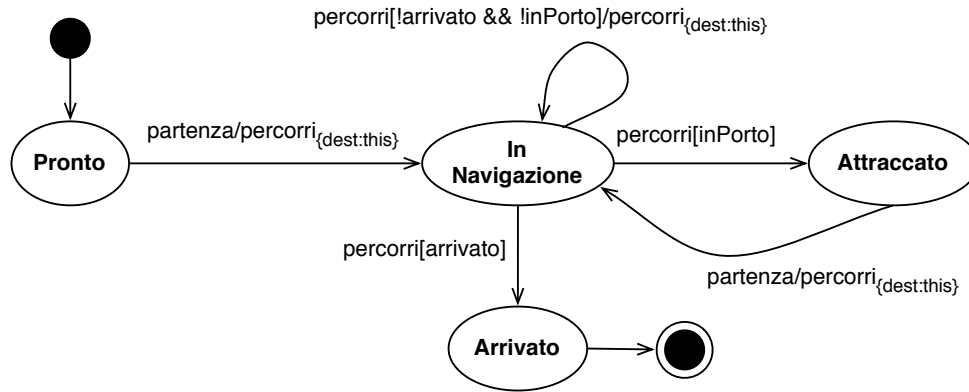 percorri[!arrivato && !inPorto]/percorri{dest:this}
partenza/percorri{dest:this}
Pronto
In
Navigazione
percorri[inPorto]
Attraccato
percorri[arrivato]
partenza/percorri{dest:this}
Arrivato